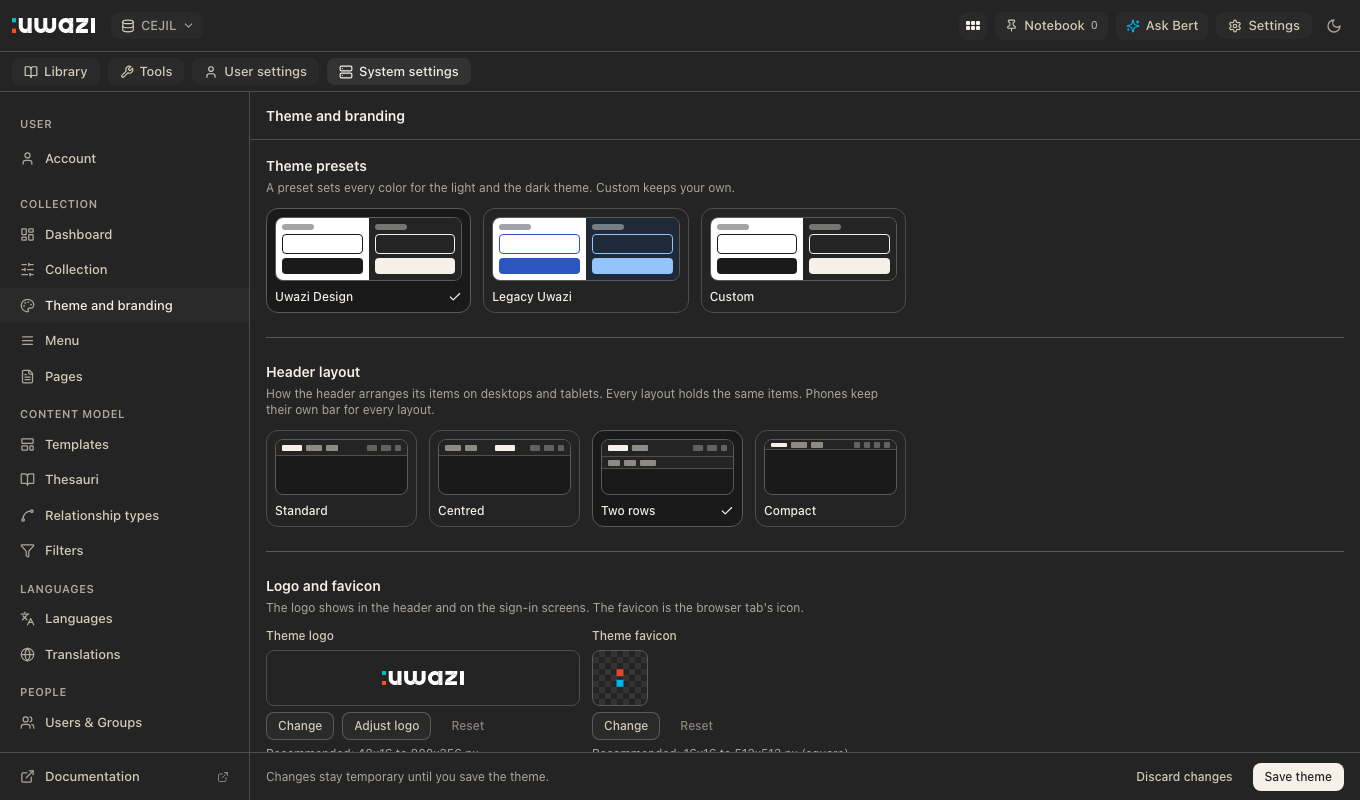 :uwazi
CEJIL
Notebook 0
Ask Bert
Settings
Library
Tools
User settings
System settings
USER
Account
COLLECTION
Dashboard
Collection
Theme and branding
Menu
Pages
CONTENT MODEL
Templates
Thesauri
Relationship types
Filters
LANGUAGES
Languages
Translations
PEOPLE
Users & Groups
Documentation
Theme and branding
Theme presets
A preset sets every color for the light and the dark theme. Custom keeps your own.
Uwazi Design
Legacy Uwazi
Custom
Header layout
How the header arranges its items on desktops and tablets. Every layout holds the same items. Phones keep
their own bar for every layout.
Standard
Centred
Two rows
Compact
Logo and favicon
The logo shows in the header and on the sign-in screens. The favicon is the browser tab's icon.
Theme logo
Theme favicon
:uwazi
Change
Adjust logo
Reset
Change
Reset
Changes stay temporary until you save the theme.
Discard changes
Save theme